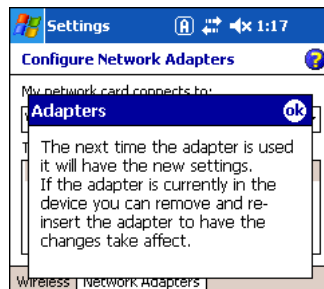 Settings 1:17
Configure Network Adapters
My network card connects to:
Adapters ok
The next time the adapter is used
it will have the new settings.
If the adapter is currently in the
device you can remove and re-
insert the adapter to have the
changes take affect.
Wireless Network Adapters